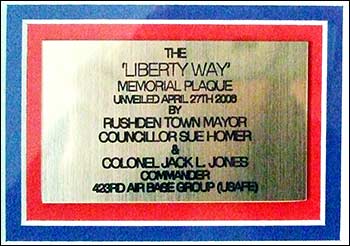 THE
'LIBERTY WAY'
MEMORIAL PLAQUE
UNVEILED APRIL 27TH 2006
BY
RUSHDEN TOWN MAYOR
COUNCILLOR SUE HOMER
&
COLONEL JACK L. JONES
COMMANDER
423RD AIR BASE GROUP (USAFE)